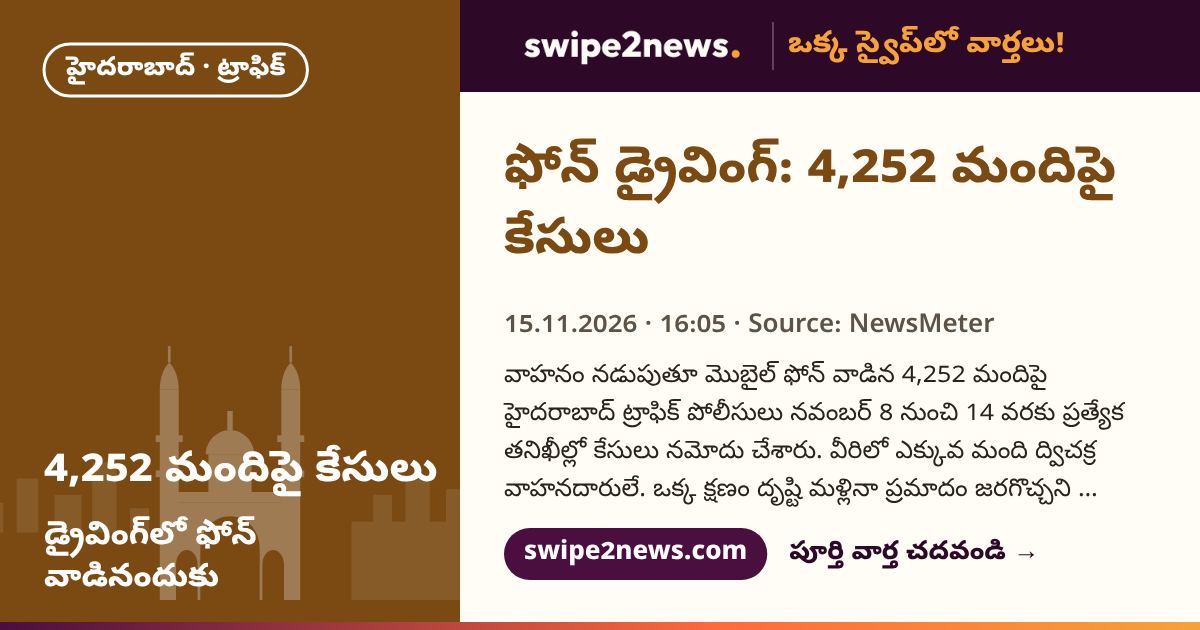 హైదరాబాద్ · ట్రాఫిక్
4,252 మందిపై కేసులు
డ్రైవింగ్‌లో ఫోన్
వాడినందుకు
swipe2news.
ఒక్క స్వైప్‌లో వార్తలు!
ఫోన్ డ్రైవింగ్: 4,252 మందిపై
కేసులు
15.11.2026 · 16:05 · Source: NewsMeter
వాహనం నడుపుతూ మొబైల్ ఫోన్ వాడిన 4,252 మందిపై
హైదరాబాద్ ట్రాఫిక్ పోలీసులు నవంబర్ 8 నుంచి 14 వరకు ప్రత్యేక
తనిఖీల్లో కేసులు నమోదు చేశారు. వీరిలో ఎక్కువ మంది ద్విచక్ర
వాహనదారులే. ఒక్క క్షణం దృష్టి మళ్లినా ప్రమాదం జరగొచ్చని ...
swipe2news.com
పూర్తి వార్త చదవండి →